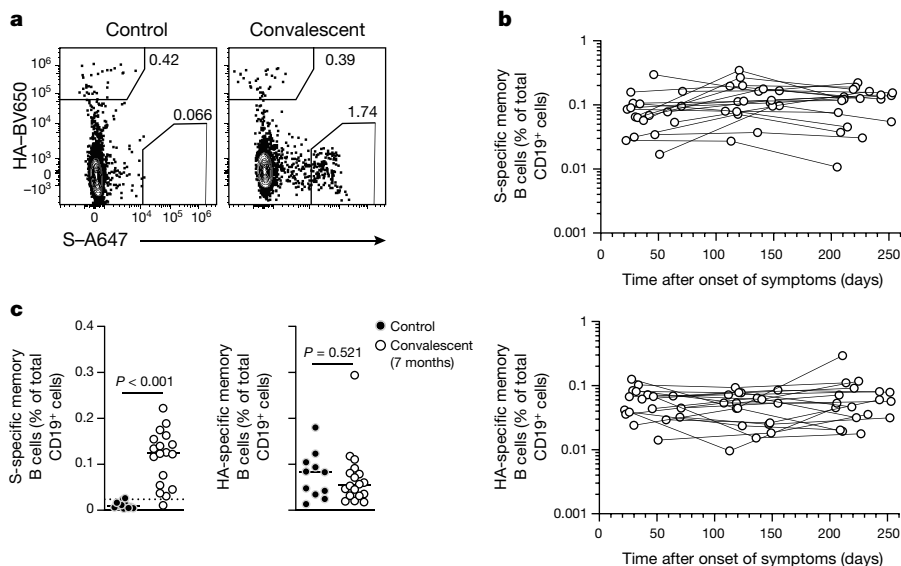 a
Control
Convalescent
HA–BV650
10⁶
10⁵
10⁴
10³
0
−10³
0.42
0.066
0.39
1.74
0
10⁴
10⁵
10⁶
0
10⁴
10⁵
10⁶
S–A647
b
S-specific memory
B cells (% of total
CD19⁺ cells)
1
0.1
0.01
0.001
0
50
100
150
200
250
Time after onset of symptoms (days)
HA-specific memory
B cells (% of total
CD19⁺ cells)
1
0.1
0.01
0.001
0
50
100
150
200
250
Time after onset of symptoms (days)
c
S-specific memory
B cells (% of total
CD19⁺ cells)
0.4
0.3
0.2
0.1
0
P < 0.001
HA-specific memory
B cells (% of total
CD19⁺ cells)
P = 0.521
Control
Convalescent
(7 months)